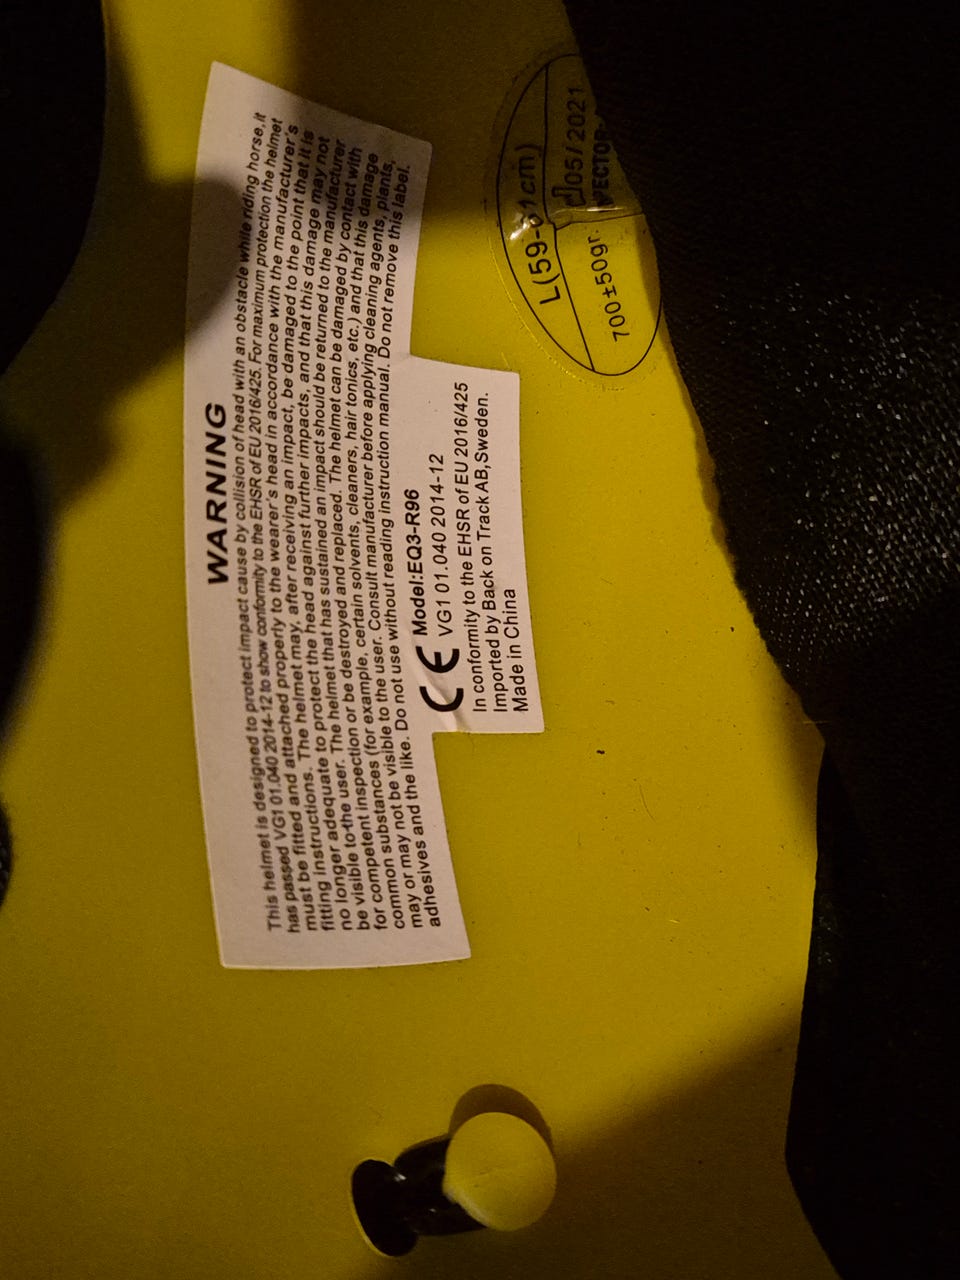 WARNING
This helmet is designed to protect impact cause by collision of head with an obstacle while riding horse,it
has passed VG1 01.040 2014-12 to show conformity to the EHSR of EU 2016/425. For maximum protection the helmet
must be fitted and attached properly to the wearer's head in accordance with the manufacturer's
fitting instructions. The helmet may, after receiving an impact, be damaged to the point that it is
no longer adequate to protect the head against further impacts, and that this damage may not
be visible to the user. The helmet that has sustained an impact should be returned to the manufacturer
for competent inspection or be destroyed and replaced. The helmet can be damaged by contact with
common substances (for example, certain solvents, cleaners, hair tonics, etc.) and that this damage
may or may not be visible to the user. Consult manufacturer before applying cleaning agents, plants,
adhesives and the like. Do not use without reading instruction manual. Do not remove this label.
CE Model:EQ3-R96
VG1 01.040 2014-12
In conformity to the EHSR of EU 2016/425
Imported by Back on Track AB,Sweden.
Made in China
L(59-61cm)
05/2021
VECTOR
700±50gr.